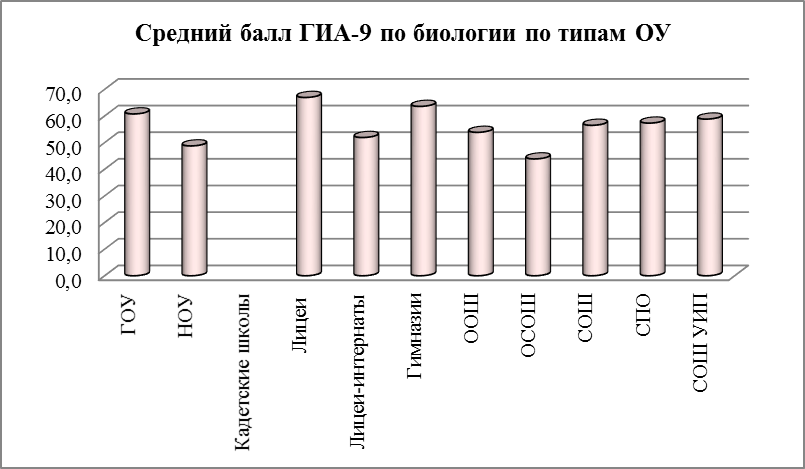 Средний балл ГИА-9 по биологии по типам ОУ
70,0
60,0
50,0
40,0
30,0
20,0
10,0
0,0
ГОУ
НОУ
Кадетские школы
Лицеи
Лицеи-интернаты
Гимназии
ООШ
ОСОШ
СОШ
СПО
СОШ УИП